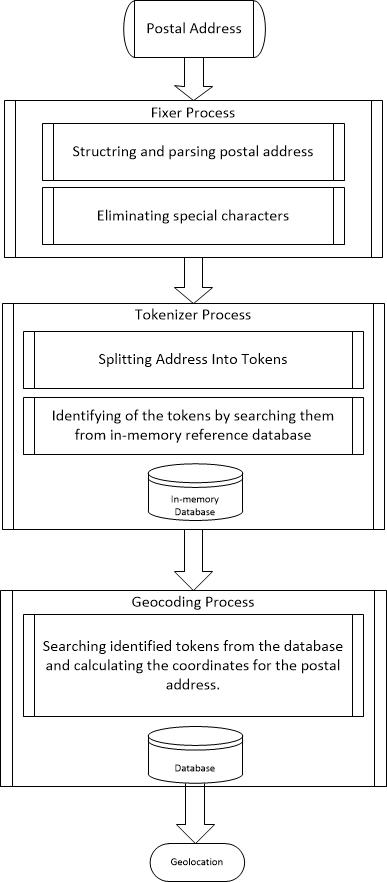 Postal Address
Fixer Process
Structring and parsing postal address
Eliminating special characters
Tokenizer Process
Splitting Address Into Tokens
Identifying of the tokens by searching them
from in-memory reference database
In-memory
Database
Geocoding Process
Searching identified tokens from the database
and calculating the coordinates for the postal
address.
Database
Geolocation